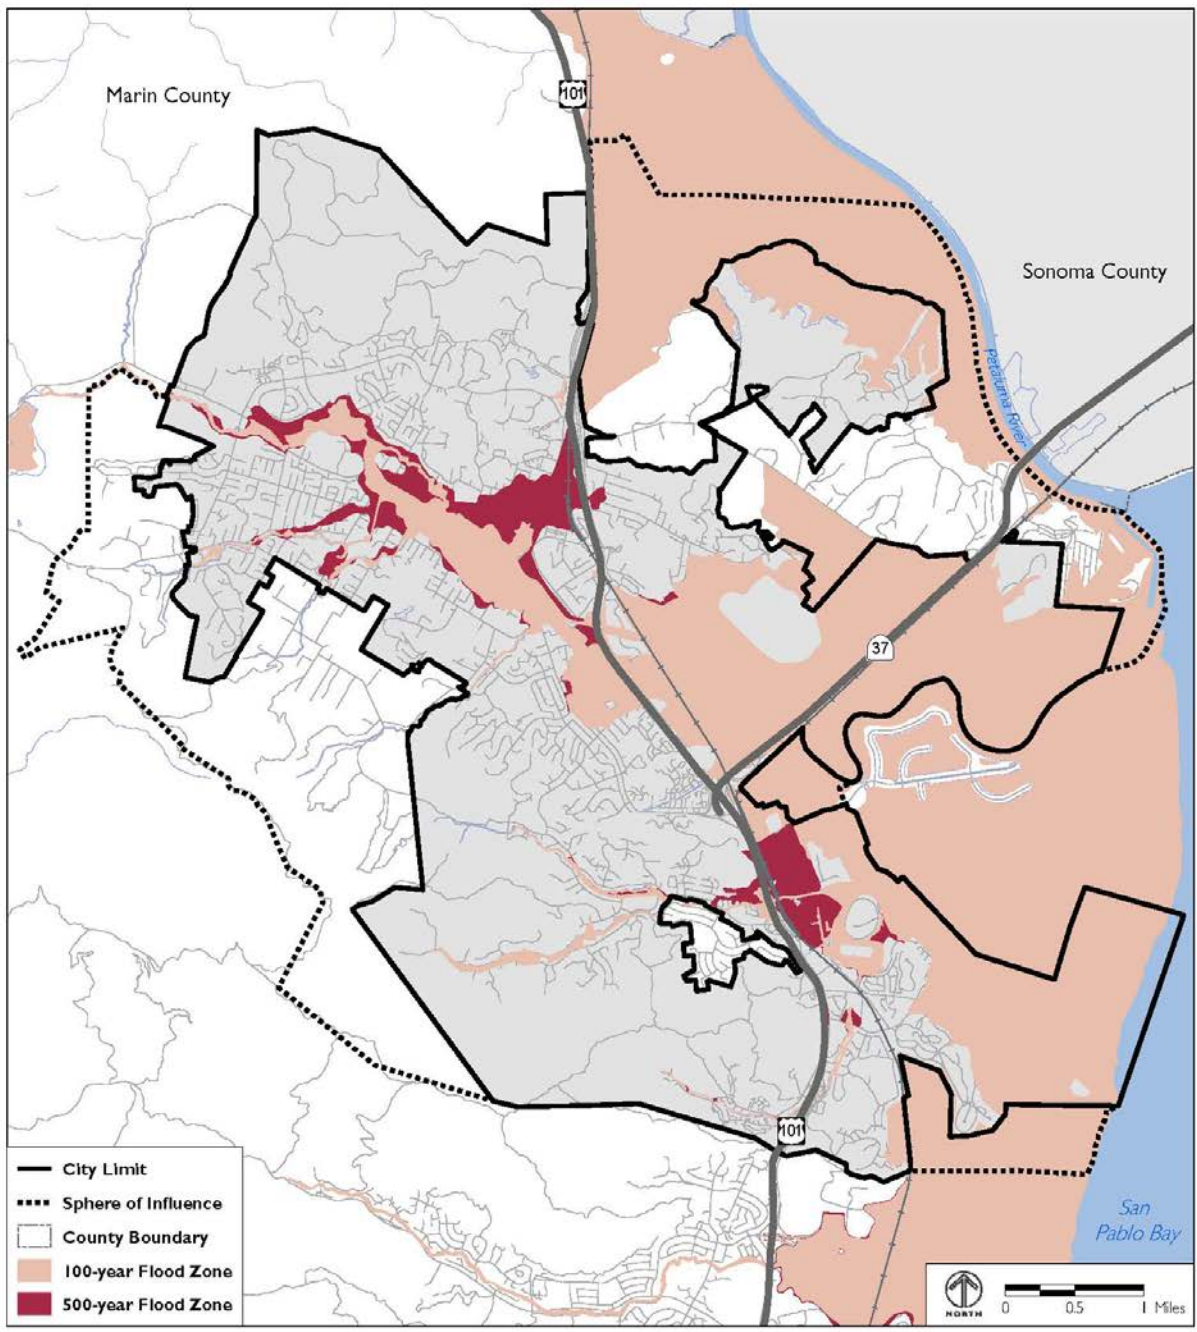 Marin County
101
Sonoma County
Petaluma River
37
101
City Limit
Sphere of Influence
County Boundary
100-year Flood Zone
500-year Flood Zone
San
Pablo Bay
NORTH
0 0.5 1 Miles